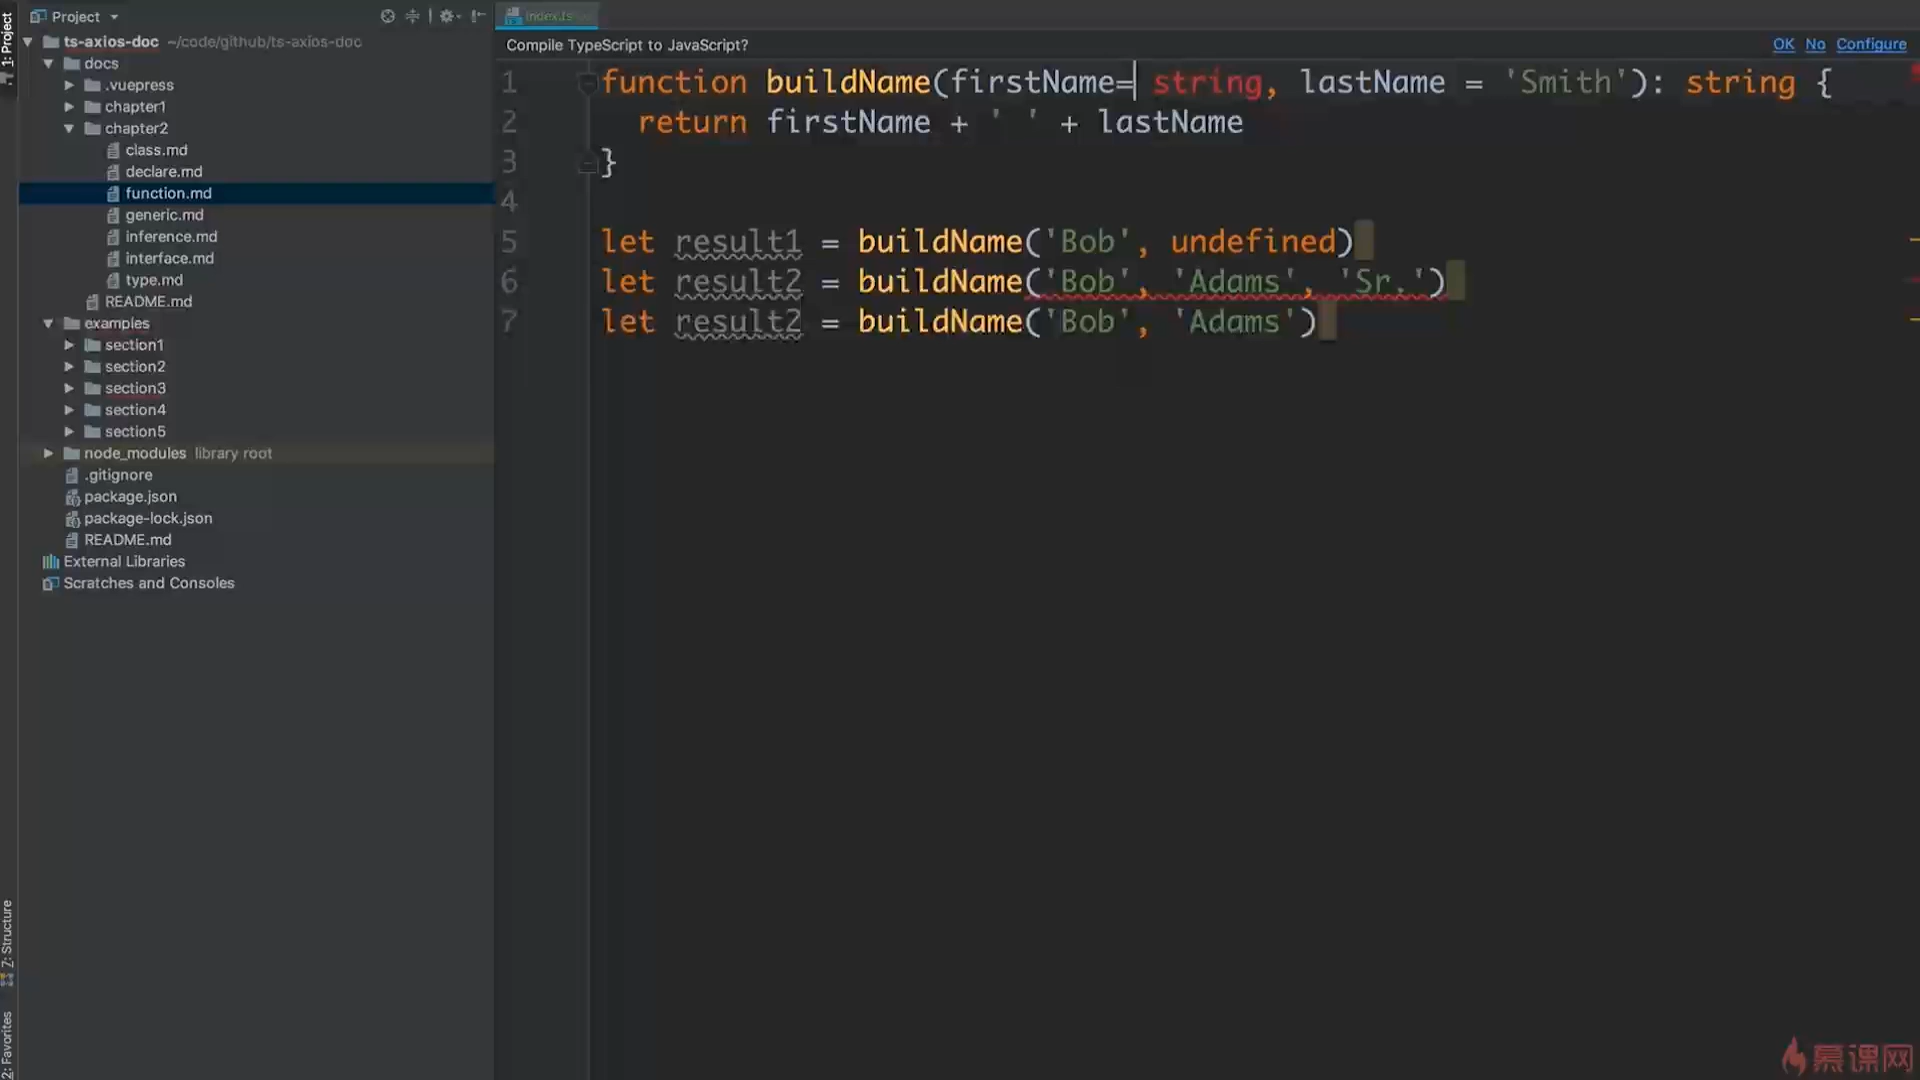 1: Project
Project
ts-axios-doc ~/code/github/ts-axios-doc
docs
.vuepress
chapter1
chapter2
class.md
declare.md
function.md
generic.md
inference.md
interface.md
type.md
README.md
examples
section1
section2
section3
section4
section5
node_modules library root
.gitignore
package.json
package-lock.json
README.md
External Libraries
Scratches and Consoles
Z: Structure
2: Favorites
index.ts
Compile TypeScript to JavaScript?
OK No Configure
1 function buildName(firstName= string, lastName = 'Smith'): string {
2 return firstName + ' ' + lastName
3 }
4
5 let result1 = buildName('Bob', undefined)
6 let result2 = buildName('Bob', 'Adams', 'Sr.')
7 let result2 = buildName('Bob', 'Adams')
慕课网